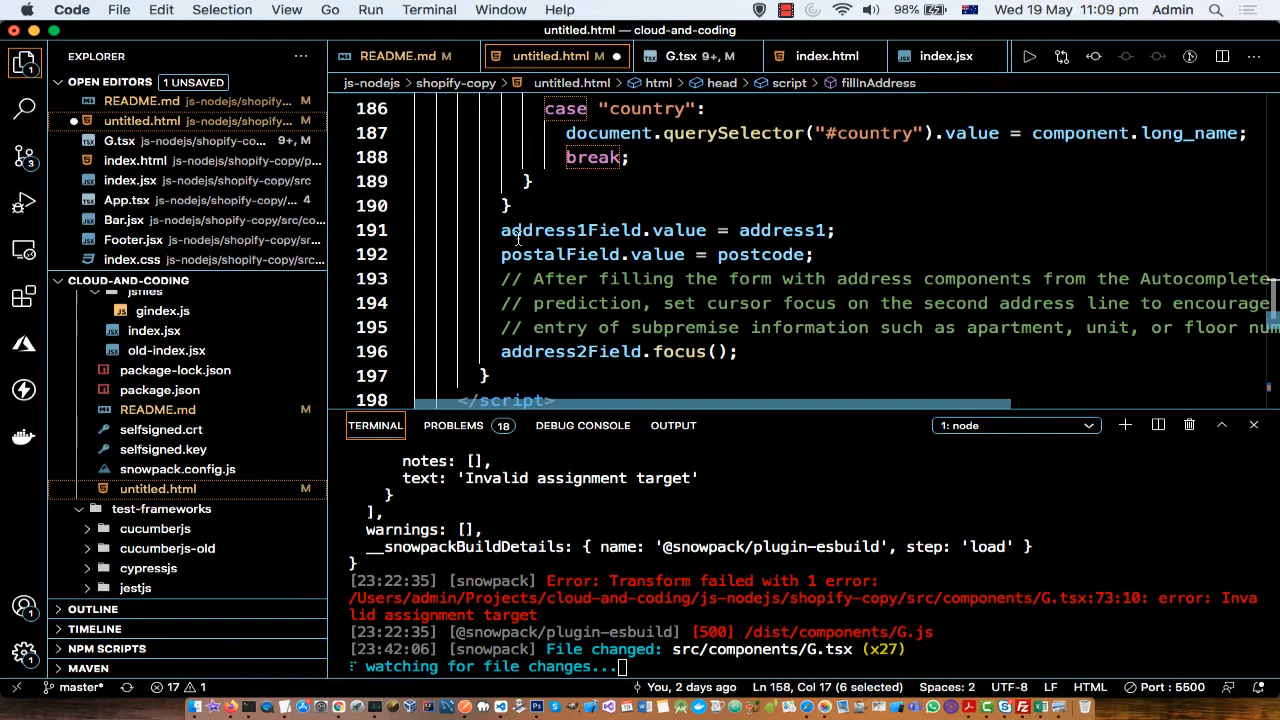 Code File Edit Selection View Go Run Terminal Window Help 98% Wed 19 May 11:09 pm Admin
untitled.html — cloud-and-coding
EXPLORER
README.md M
untitled.html M
G.tsx 9+, M
index.html
index.jsx
OPEN EDITORS 1 UNSAVED
README.md js-nodejs/shopify-... M
untitled.html js-nodejs/shopify-... M
G.tsx js-nodejs/shopify-co... 9+, M
index.html js-nodejs/shopify-copy/p...
index.jsx js-nodejs/shopify-copy/src
App.tsx js-nodejs/shopify-copy/... 4
Bar.jsx js-nodejs/shopify-copy/src/co...
Footer.jsx js-nodejs/shopify-copy/sr...
index.css js-nodejs/shopify-copy/src...
CLOUD-AND-CODING
jsfiles
gindex.js
index.jsx
old-index.jsx
package-lock.json
package.json
README.md M
selfsigned.crt
selfsigned.key
snowpack.config.js
untitled.html M
test-frameworks
cucumberjs
cucumberjs-old
cypressjs
jestjs
OUTLINE
TIMELINE
NPM SCRIPTS
MAVEN
js-nodejs > shopify-copy > untitled.html > html > head > script > fillInAddress
186 case "country":
187 document.querySelector("#country").value = component.long_name;
188 break;
189 }
190 }
191 address1Field.value = address1;
192 postalField.value = postcode;
193 // After filling the form with address components from the Autocomplete
194 // prediction, set cursor focus on the second address line to encourage
195 // entry of subpremise information such as apartment, unit, or floor num
196 address2Field.focus();
197 }
198 </script>
TERMINAL PROBLEMS 18 DEBUG CONSOLE OUTPUT 1: node
notes: [],
text: 'Invalid assignment target'
}
],
warnings: [],
__snowpackBuildDetails: { name: '@snowpack/plugin-esbuild', step: 'load' }
}
[23:22:35] [snowpack] Error: Transform failed with 1 error:
/Users/admin/Projects/cloud-and-coding/js-nodejs/shopify-copy/src/components/G.tsx:73:10: error: Inva
lid assignment target
[23:22:35] [@snowpack/plugin-esbuild] [500] /dist/components/G.js
[23:42:06] [snowpack] File changed: src/components/G.tsx (x27)
watching for file changes...
master* 17 1 You, 2 days ago Ln 158, Col 17 (6 selected) Spaces: 2 UTF-8 LF HTML Port : 5500